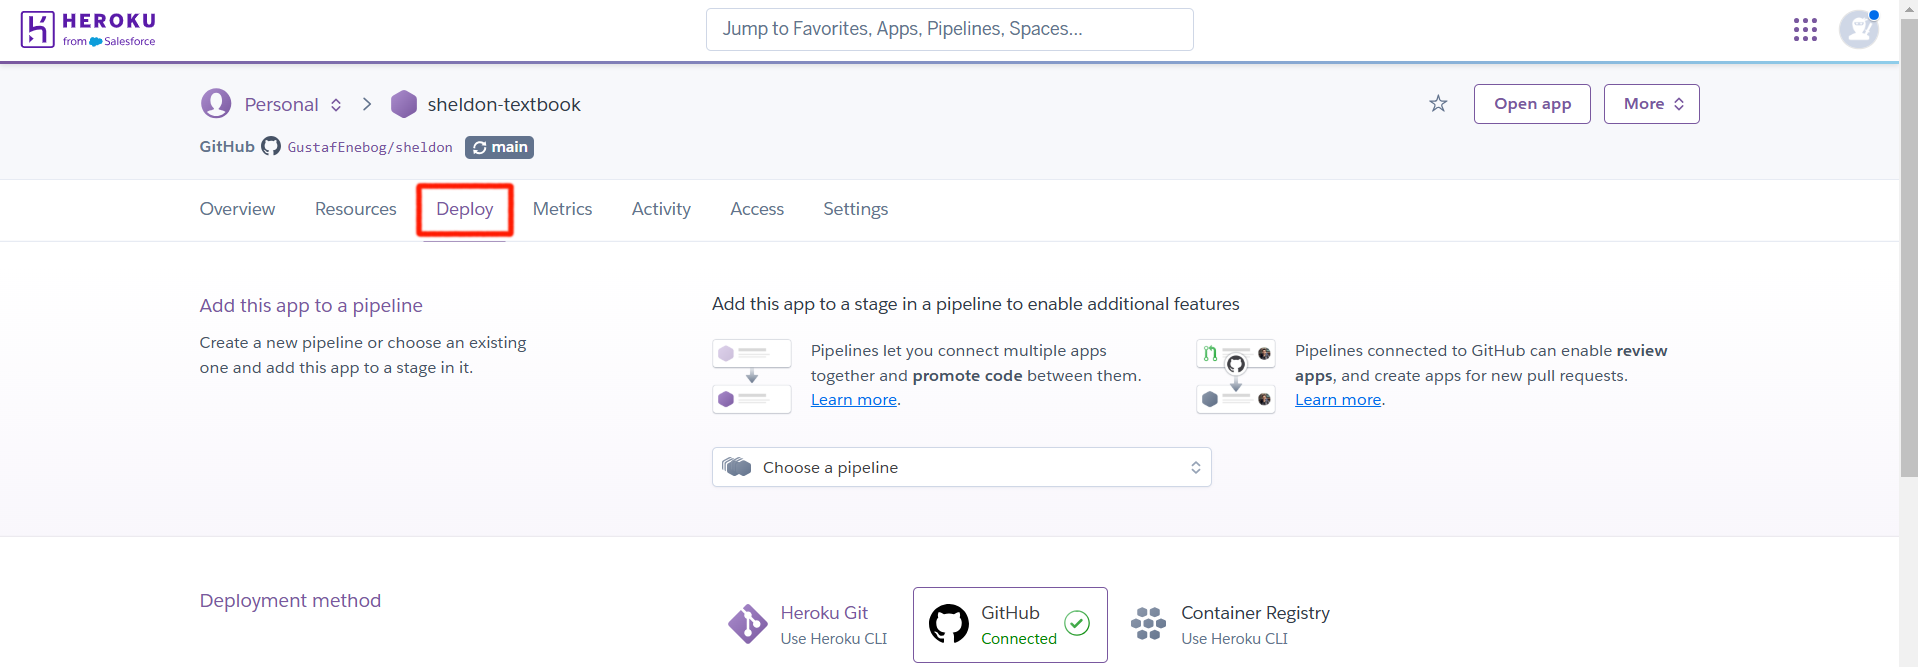 HEROKU
from Salesforce
Jump to Favorites, Apps, Pipelines, Spaces...
Personal sheldon-textbook
Open app
More
GitHub GustafEnebog/sheldon main
Overview Resources Deploy Metrics Activity Access Settings
Add this app to a pipeline
Create a new pipeline or choose an existing
one and add this app to a stage in it.
Add this app to a stage in a pipeline to enable additional features
Pipelines let you connect multiple apps
together and promote code between them.
Learn more.
Pipelines connected to GitHub can enable review
apps, and create apps for new pull requests.
Learn more.
Choose a pipeline
Deployment method
Heroku Git
Use Heroku CLI
GitHub
Connected
Container Registry
Use Heroku CLI